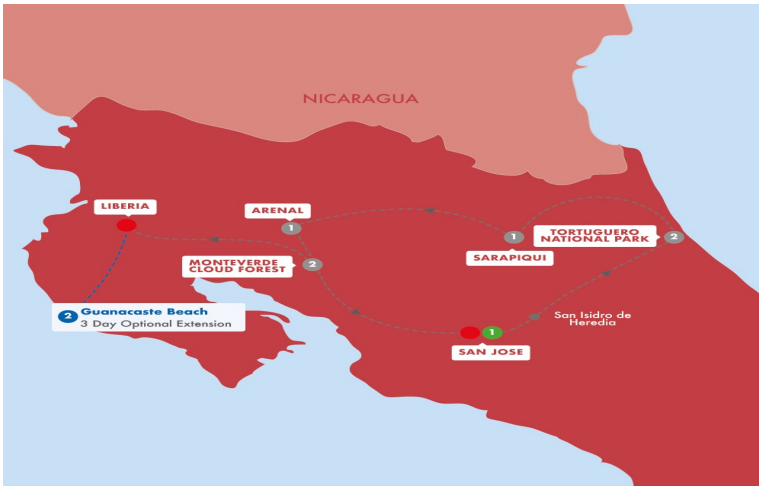 NICARAGUA
LIBERIA
ARENAL
1
MONTEVERDE
CLOUD FOREST
2
1
SARAPIQUI
TORTUGUERO
NATIONAL PARK
2
2
Guanacaste Beach
3 Day Optional Extension
San Isidro de
Heredia
1
SAN JOSE